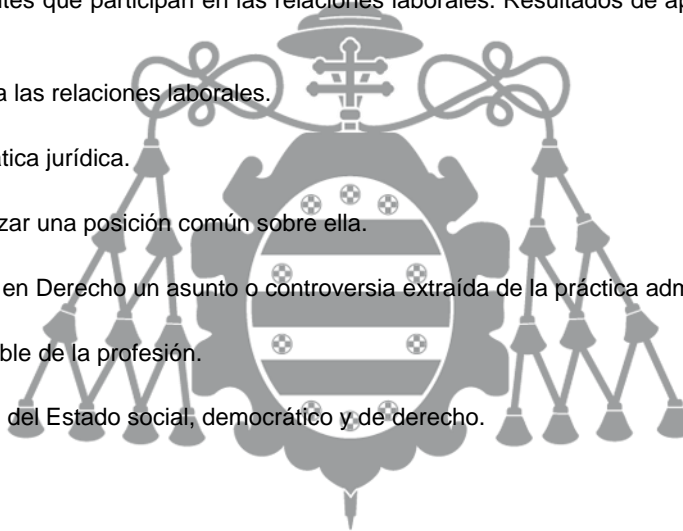 tes que participan en las relaciones laborales. Resultados de ap
a las relaciones laborales.
ática jurídica.
zar una posición común sobre ella.
en Derecho un asunto o controversia extraída de la práctica adm
ble de la profesión.
del Estado social, democrático y de derecho.